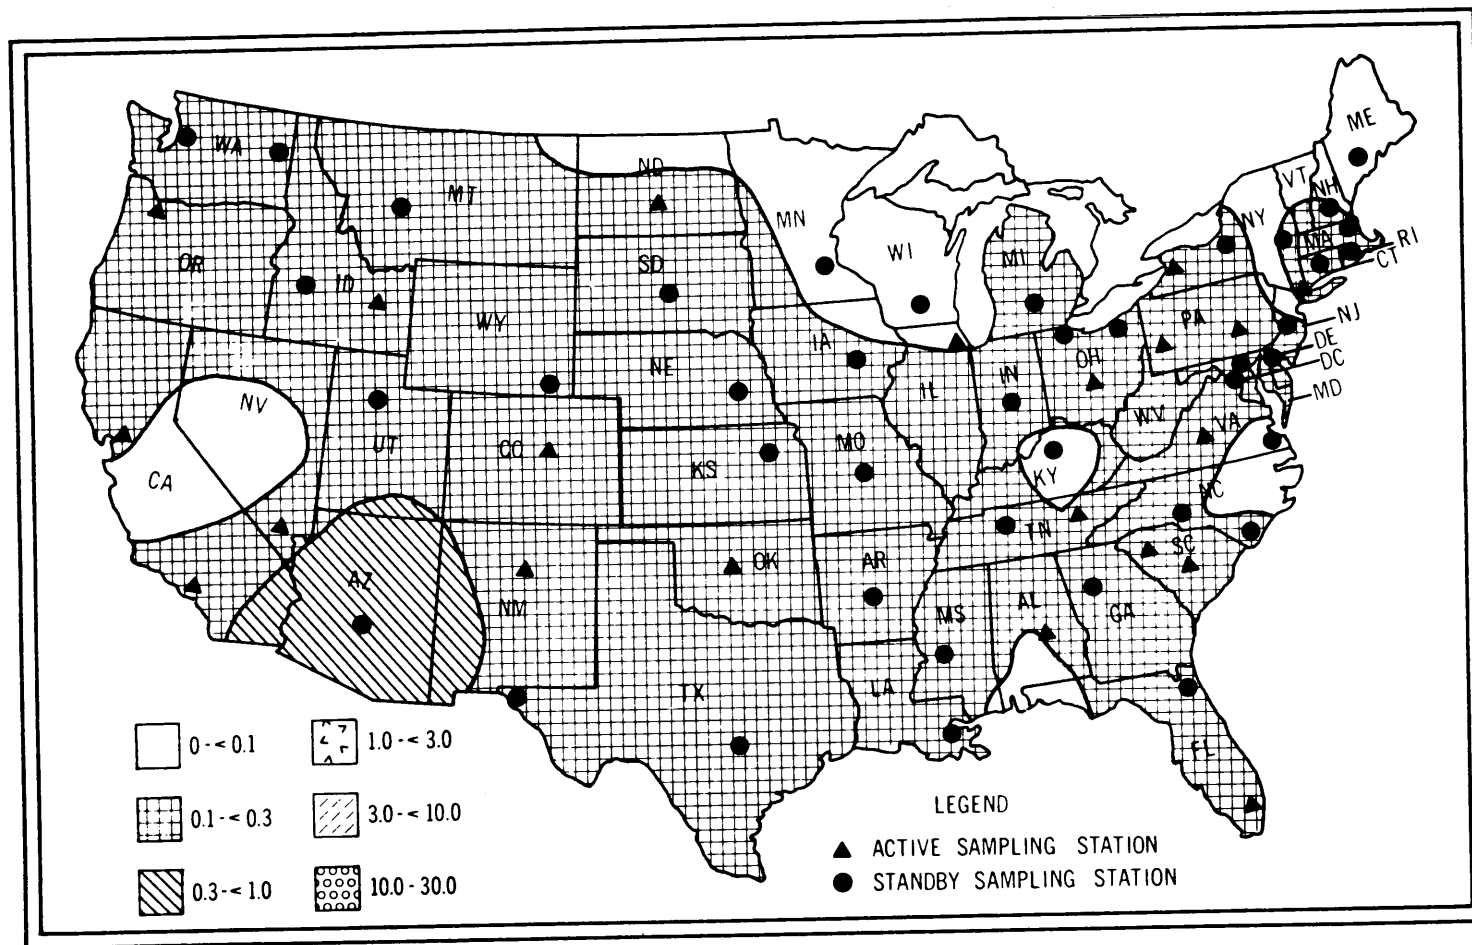 ME
VT
NH
WA
ND
MT
MN
NY
WI
MA
RI
CT
OR
SD
MI
ID
WY
PA
NJ
IA
OH
DE
DC
NE
IN
IL
MD
NV
WV
VA
UT
CO
MO
KS
CA
KY
NC
TN
SC
OK
AR
AZ
NM
MS
AL
GA
TX
LA
FL
0 - < 0.1
1.0 - < 3.0
0.1 - < 0.3
3.0 - < 10.0
0.3 - < 1.0
10.0 - 30.0
LEGEND
ACTIVE SAMPLING STATION
STANDBY SAMPLING STATION